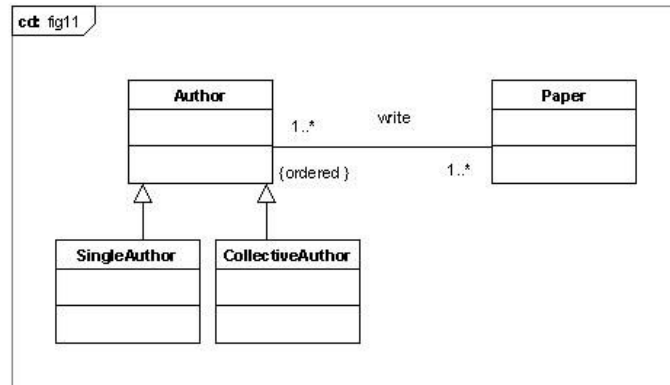 cd: fig11
Author
Paper
1..*
write
{ordered }
1..*
SingleAuthor
CollectiveAuthor